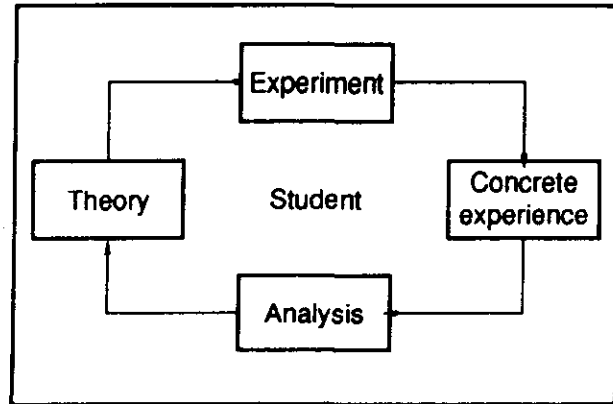 Experiment
Theory
Student
Concrete
experience
Analysis